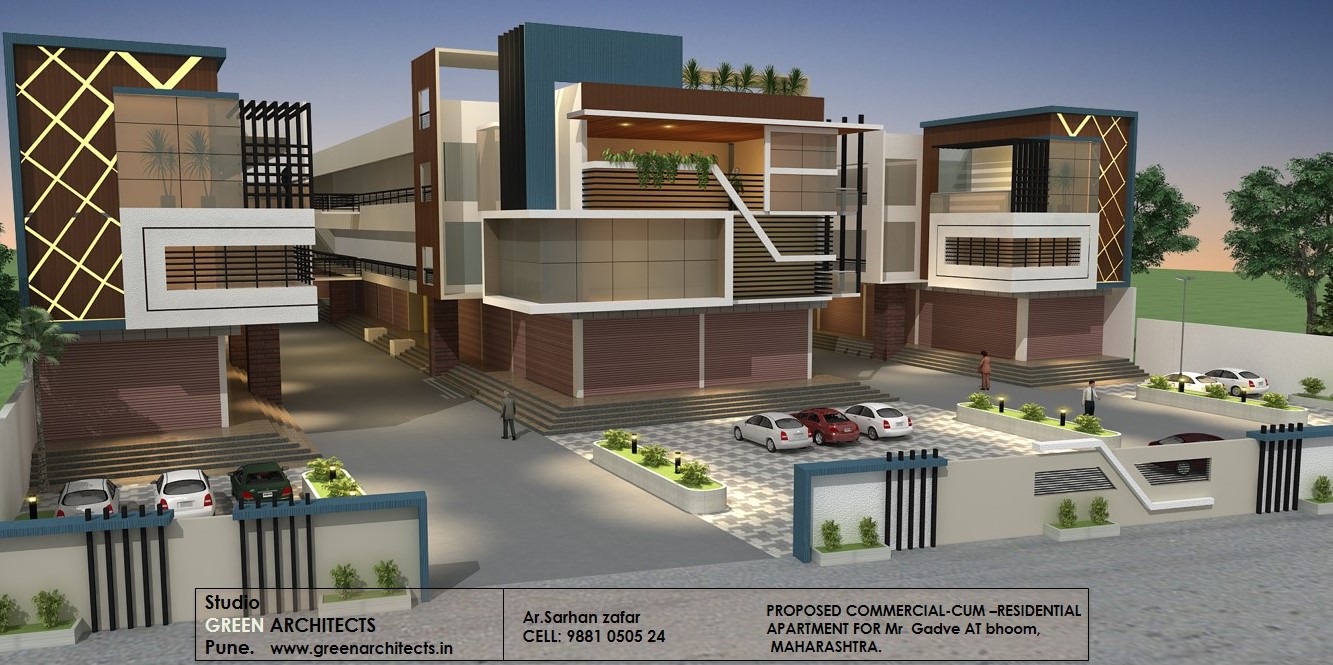 Studio
GREEN ARCHITECTS
Pune. www.greenarchitects.in
Ar.Sarhan zafar
CELL: 9881 0505 24
PROPOSED COMMERCIAL-CUM –RESIDENTIAL
APARTMENT FOR Mr Gadve AT bhoom,
MAHARASHTRA.